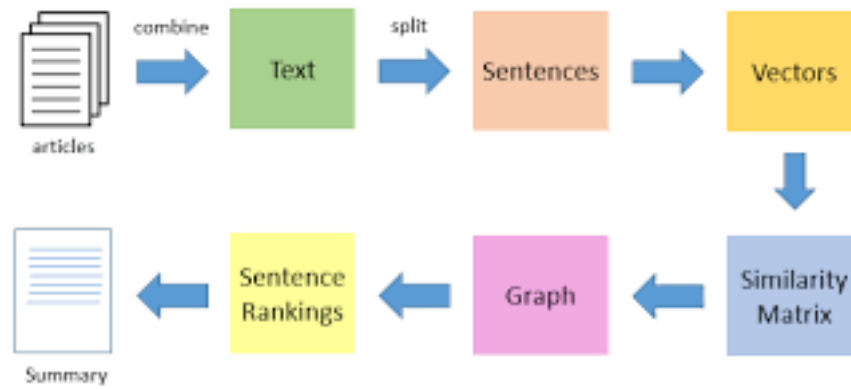 combine
split
Text
Sentences
Vectors
articles
Similarity
Matrix
Graph
Sentence
Rankings
Summary